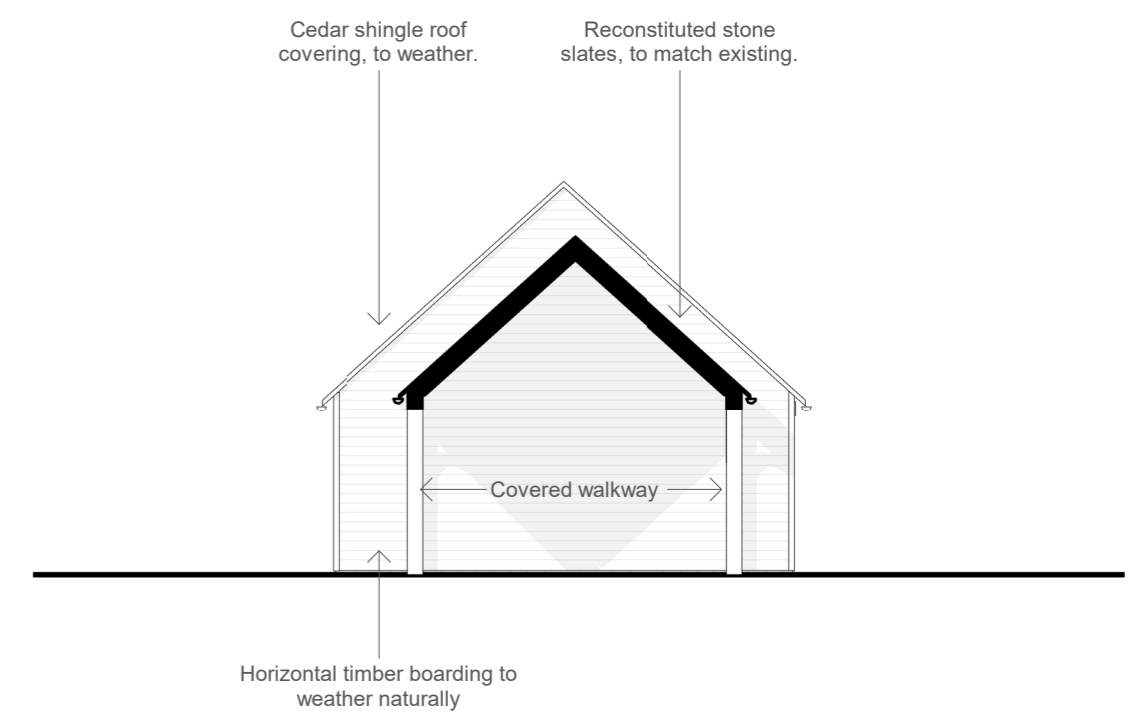 Cedar shingle roof
covering, to weather.
Reconstituted stone
slates, to match existing.
Covered walkway
Horizontal timber boarding to
weather naturally